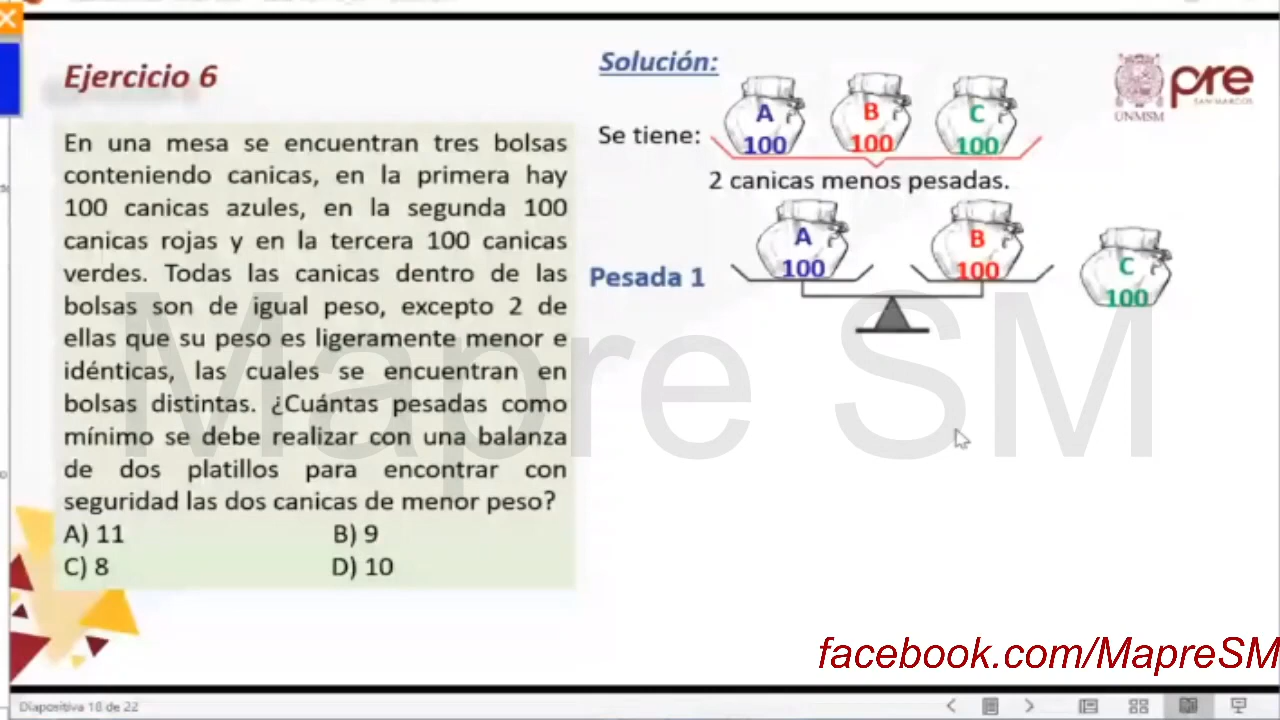 Ejercicio 6
En una mesa se encuentran tres bolsas
conteniendo canicas, en la primera hay
100 canicas azules, en la segunda 100
canicas rojas y en la tercera 100 canicas
verdes. Todas las canicas dentro de las
bolsas son de igual peso, excepto 2 de
ellas que su peso es ligeramente menor e
idénticas, las cuales se encuentran en
bolsas distintas. ¿Cuántas pesadas como
mínimo se debe realizar con una balanza
de dos platillos para encontrar con
seguridad las dos canicas de menor peso?
A) 11 B) 9
C) 8 D) 10
Solución:
Se tiene:
A B C
100 100 100
2 canicas menos pesadas.
Pesada 1
A B C
100 100 100
UNMSM
pre
SAN MARCOS
Mapre SM
facebook.com/MapreSM
Diapositiva 18 de 22